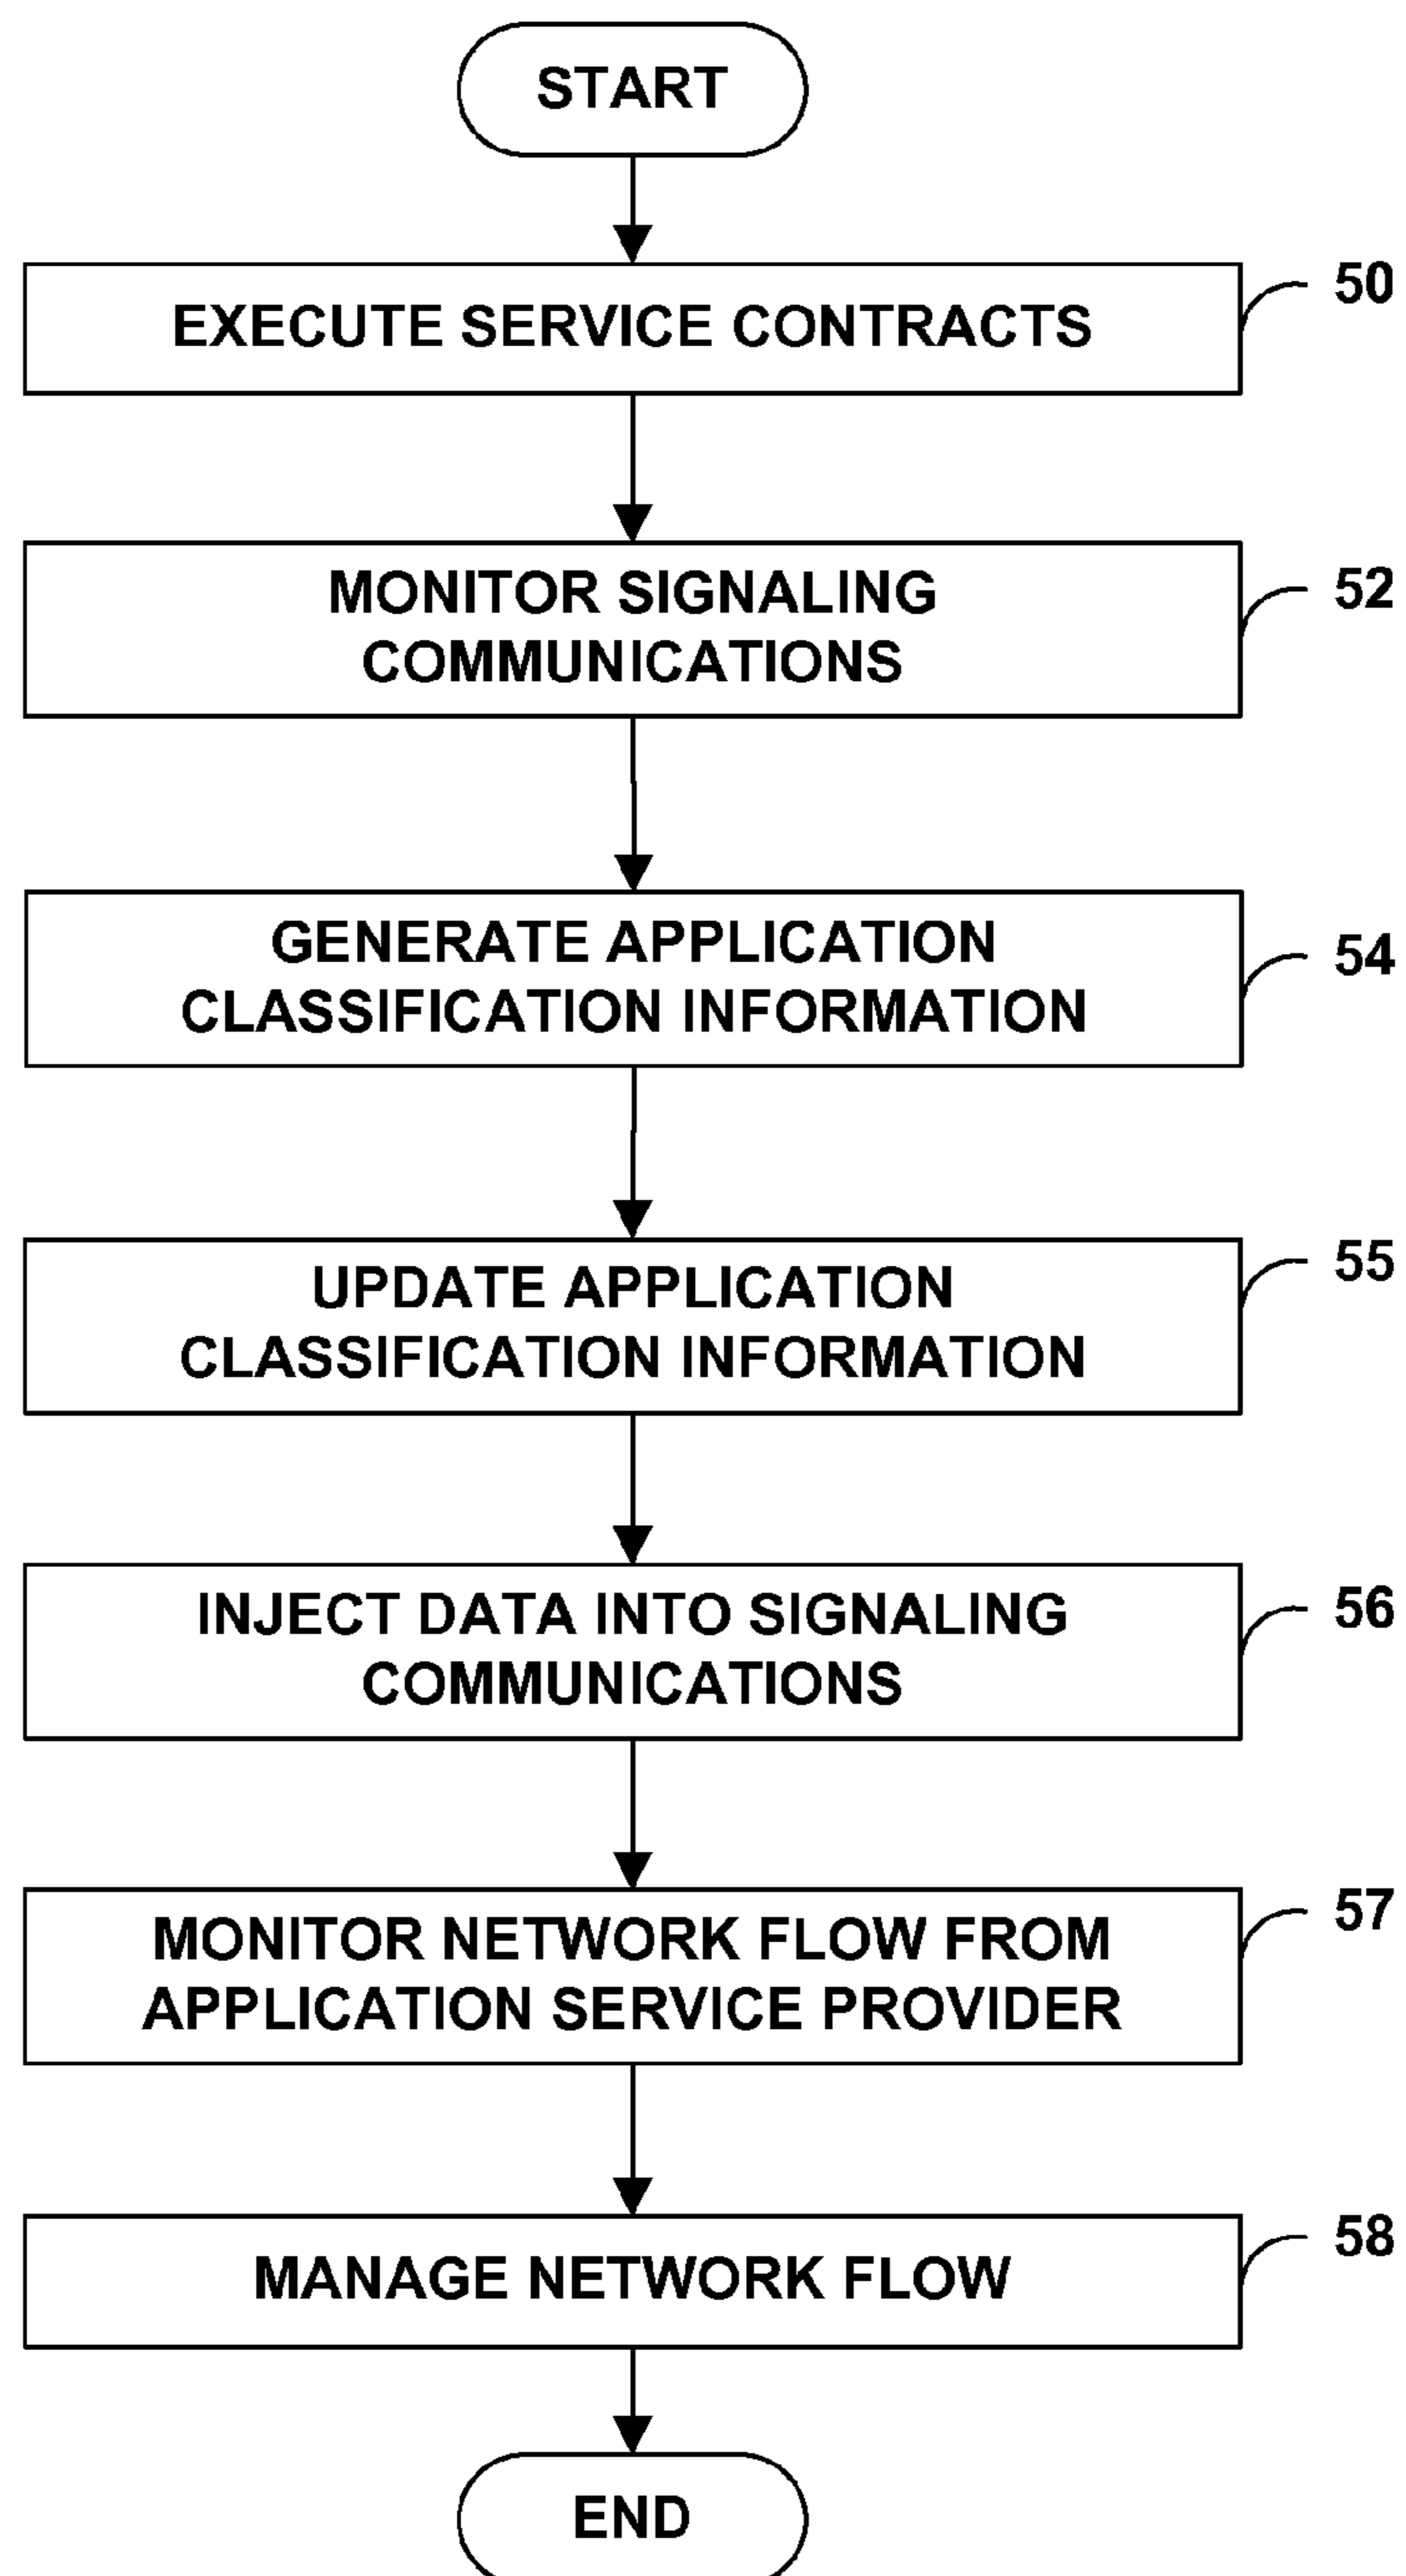 START
EXECUTE SERVICE CONTRACTS
50
MONITOR SIGNALING
COMMUNICATIONS
52
GENERATE APPLICATION
CLASSIFICATION INFORMATION
54
UPDATE APPLICATION
CLASSIFICATION INFORMATION
55
INJECT DATA INTO SIGNALING
COMMUNICATIONS
56
MONITOR NETWORK FLOW FROM
APPLICATION SERVICE PROVIDER
57
MANAGE NETWORK FLOW
58
END